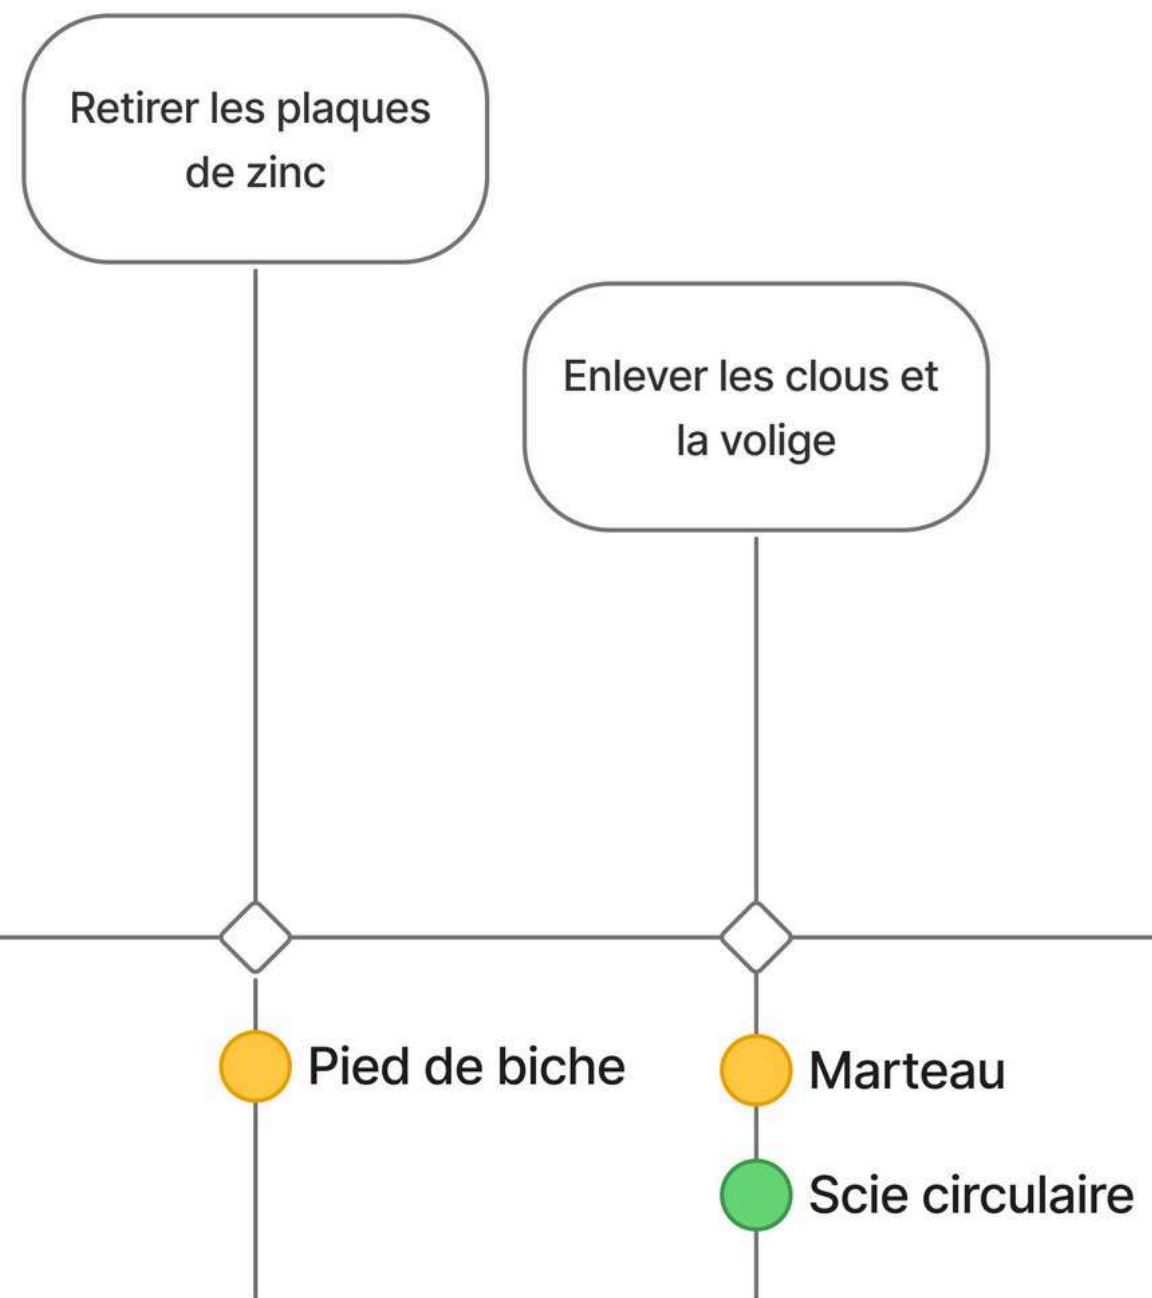 Retirer les plaques
de zinc
Enlever les clous et
la volige
Pied de biche
Marteau
Scie circulaire